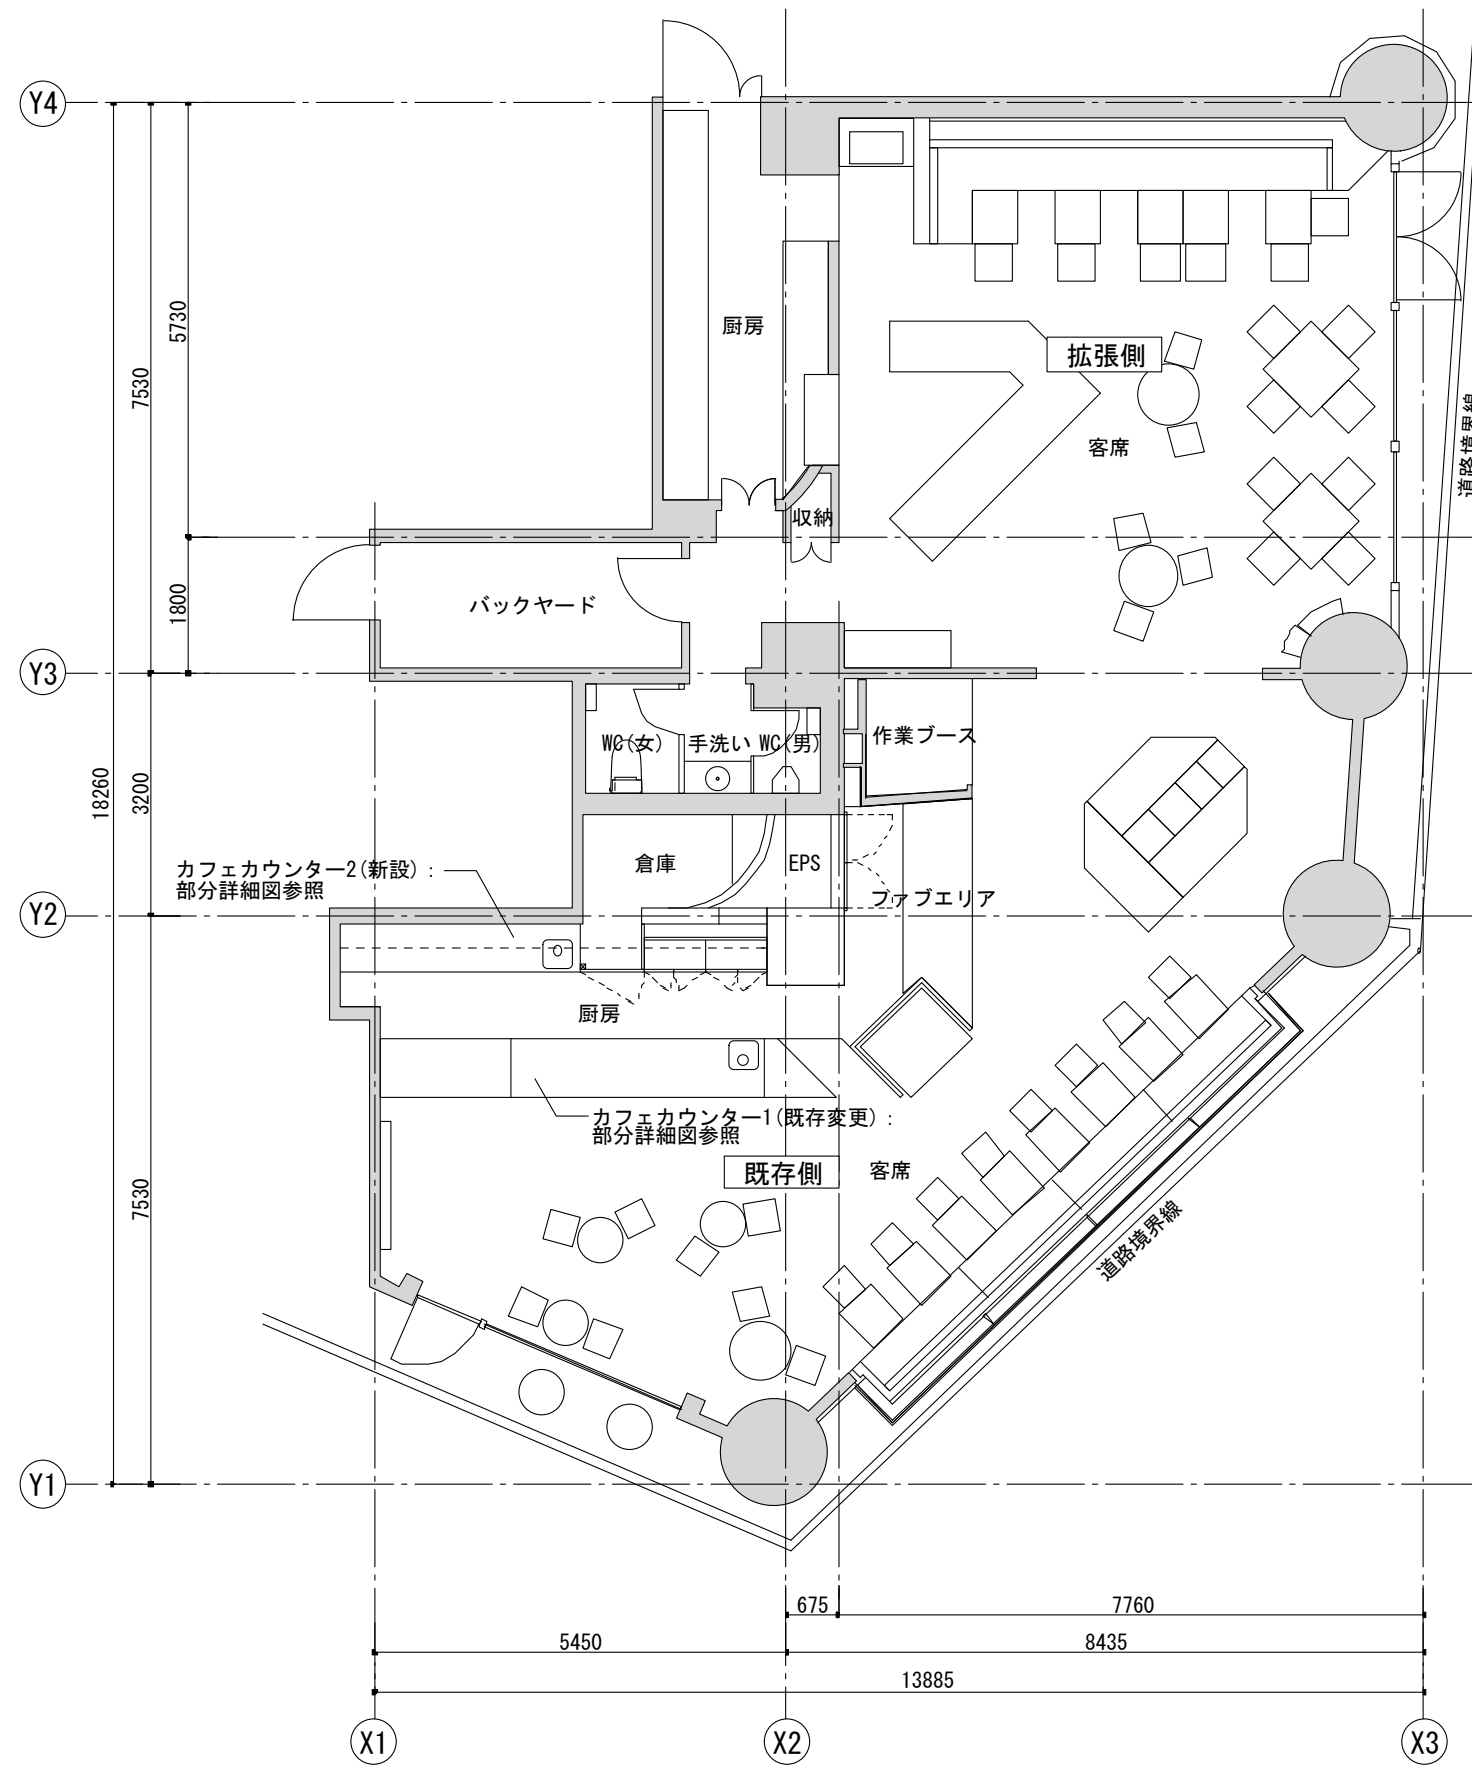 Y4
5730
7530
厨房
拡張側
客席
道路境界線
収納
1800
バックヤード
Y3
WC(女)
手洗い
WC(男)
作業ブース
18260
3200
倉庫
EPS
カフェカウンター2(新設):
部分詳細図参照
ファブエリア
Y2
厨房
カフェカウンター1(既存変更):
部分詳細図参照
既存側
客席
7530
道路境界線
Y1
675
7760
5450
8435
13885
X1
X2
X3